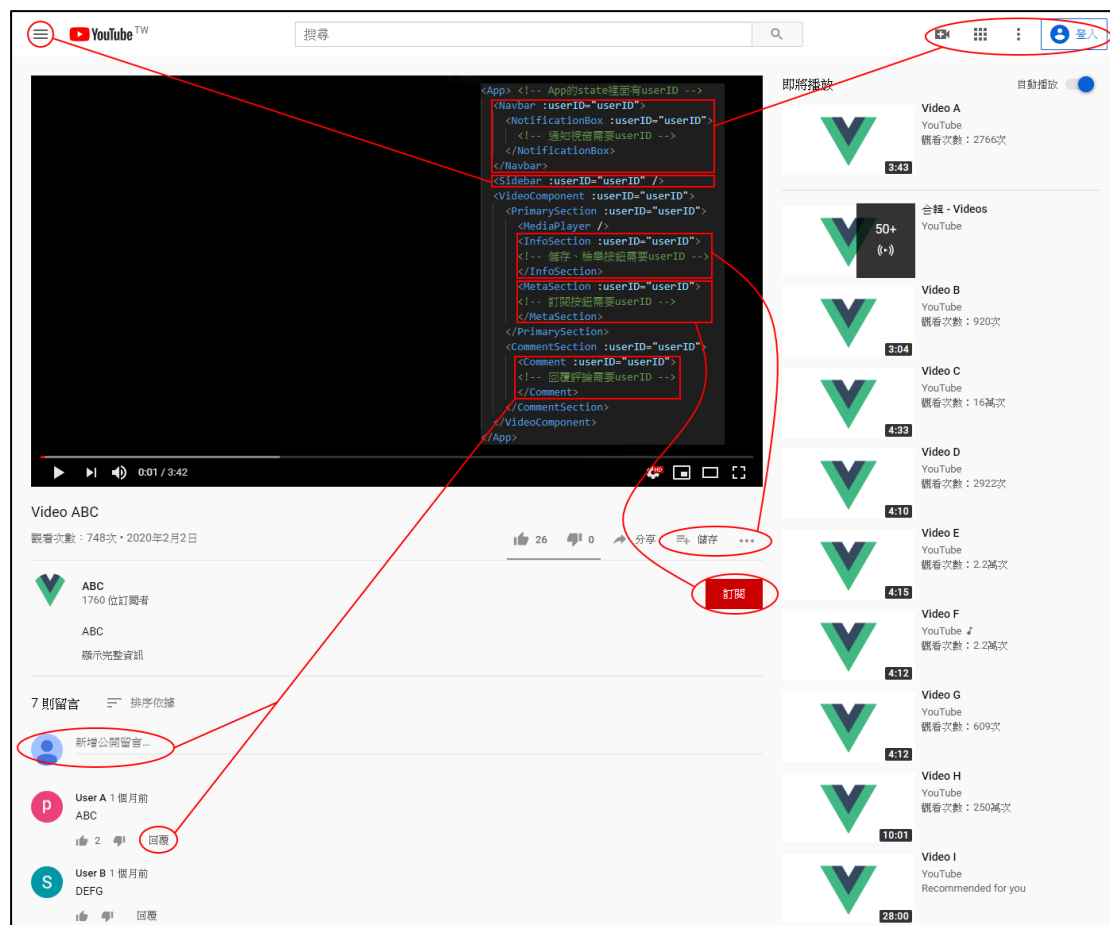 YouTube TW
搜尋
登入
<App> <!-- App的state裡面有userID -->
<Navbar :userID="userID">
<NotificationBox :userID="userID">
<!-- 通知視窗需要userID -->
</NotificationBox>
</Navbar>
<Sidebar :userID="userID" />
<VideoComponent :userID="userID">
<PrimarySection :userID="userID">
<MediaPlayer />
<InfoSection :userID="userID">
<!-- 儲存、檢舉按鈕需要userID -->
</InfoSection>
<MetaSection :userID="userID">
<!-- 訂閱按鈕需要userID -->
</MetaSection>
</PrimarySection>
<CommentSection :userID="userID">
<Comment :userID="userID">
<!-- 回覆評論需要userID -->
</Comment>
</CommentSection>
</VideoComponent>
</App>
0:01 / 3:42
HD
Video ABC
觀看次數：748次 • 2020年2月2日
26
0
分享
儲存
ABC
1760 位訂閱者
訂閱
ABC
顯示完整資訊
7 則留言
排序依據
新增公開留言...
P
User A 1 個月前
ABC
2
回覆
S
User B 1 個月前
DEFG
回覆
即將播放
自動播放
Video A
YouTube
觀看次數：2766次
3:43
合輯 - Videos
YouTube
50+
Video B
YouTube
觀看次數：920次
3:04
Video C
YouTube
觀看次數：16萬次
4:33
Video D
YouTube
觀看次數：2922次
4:10
Video E
YouTube
觀看次數：2.2萬次
4:15
Video F
YouTube
觀看次數：2.2萬次
4:12
Video G
YouTube
觀看次數：609次
4:12
Video H
YouTube
觀看次數：250萬次
10:01
Video I
YouTube
Recommended for you
28:00